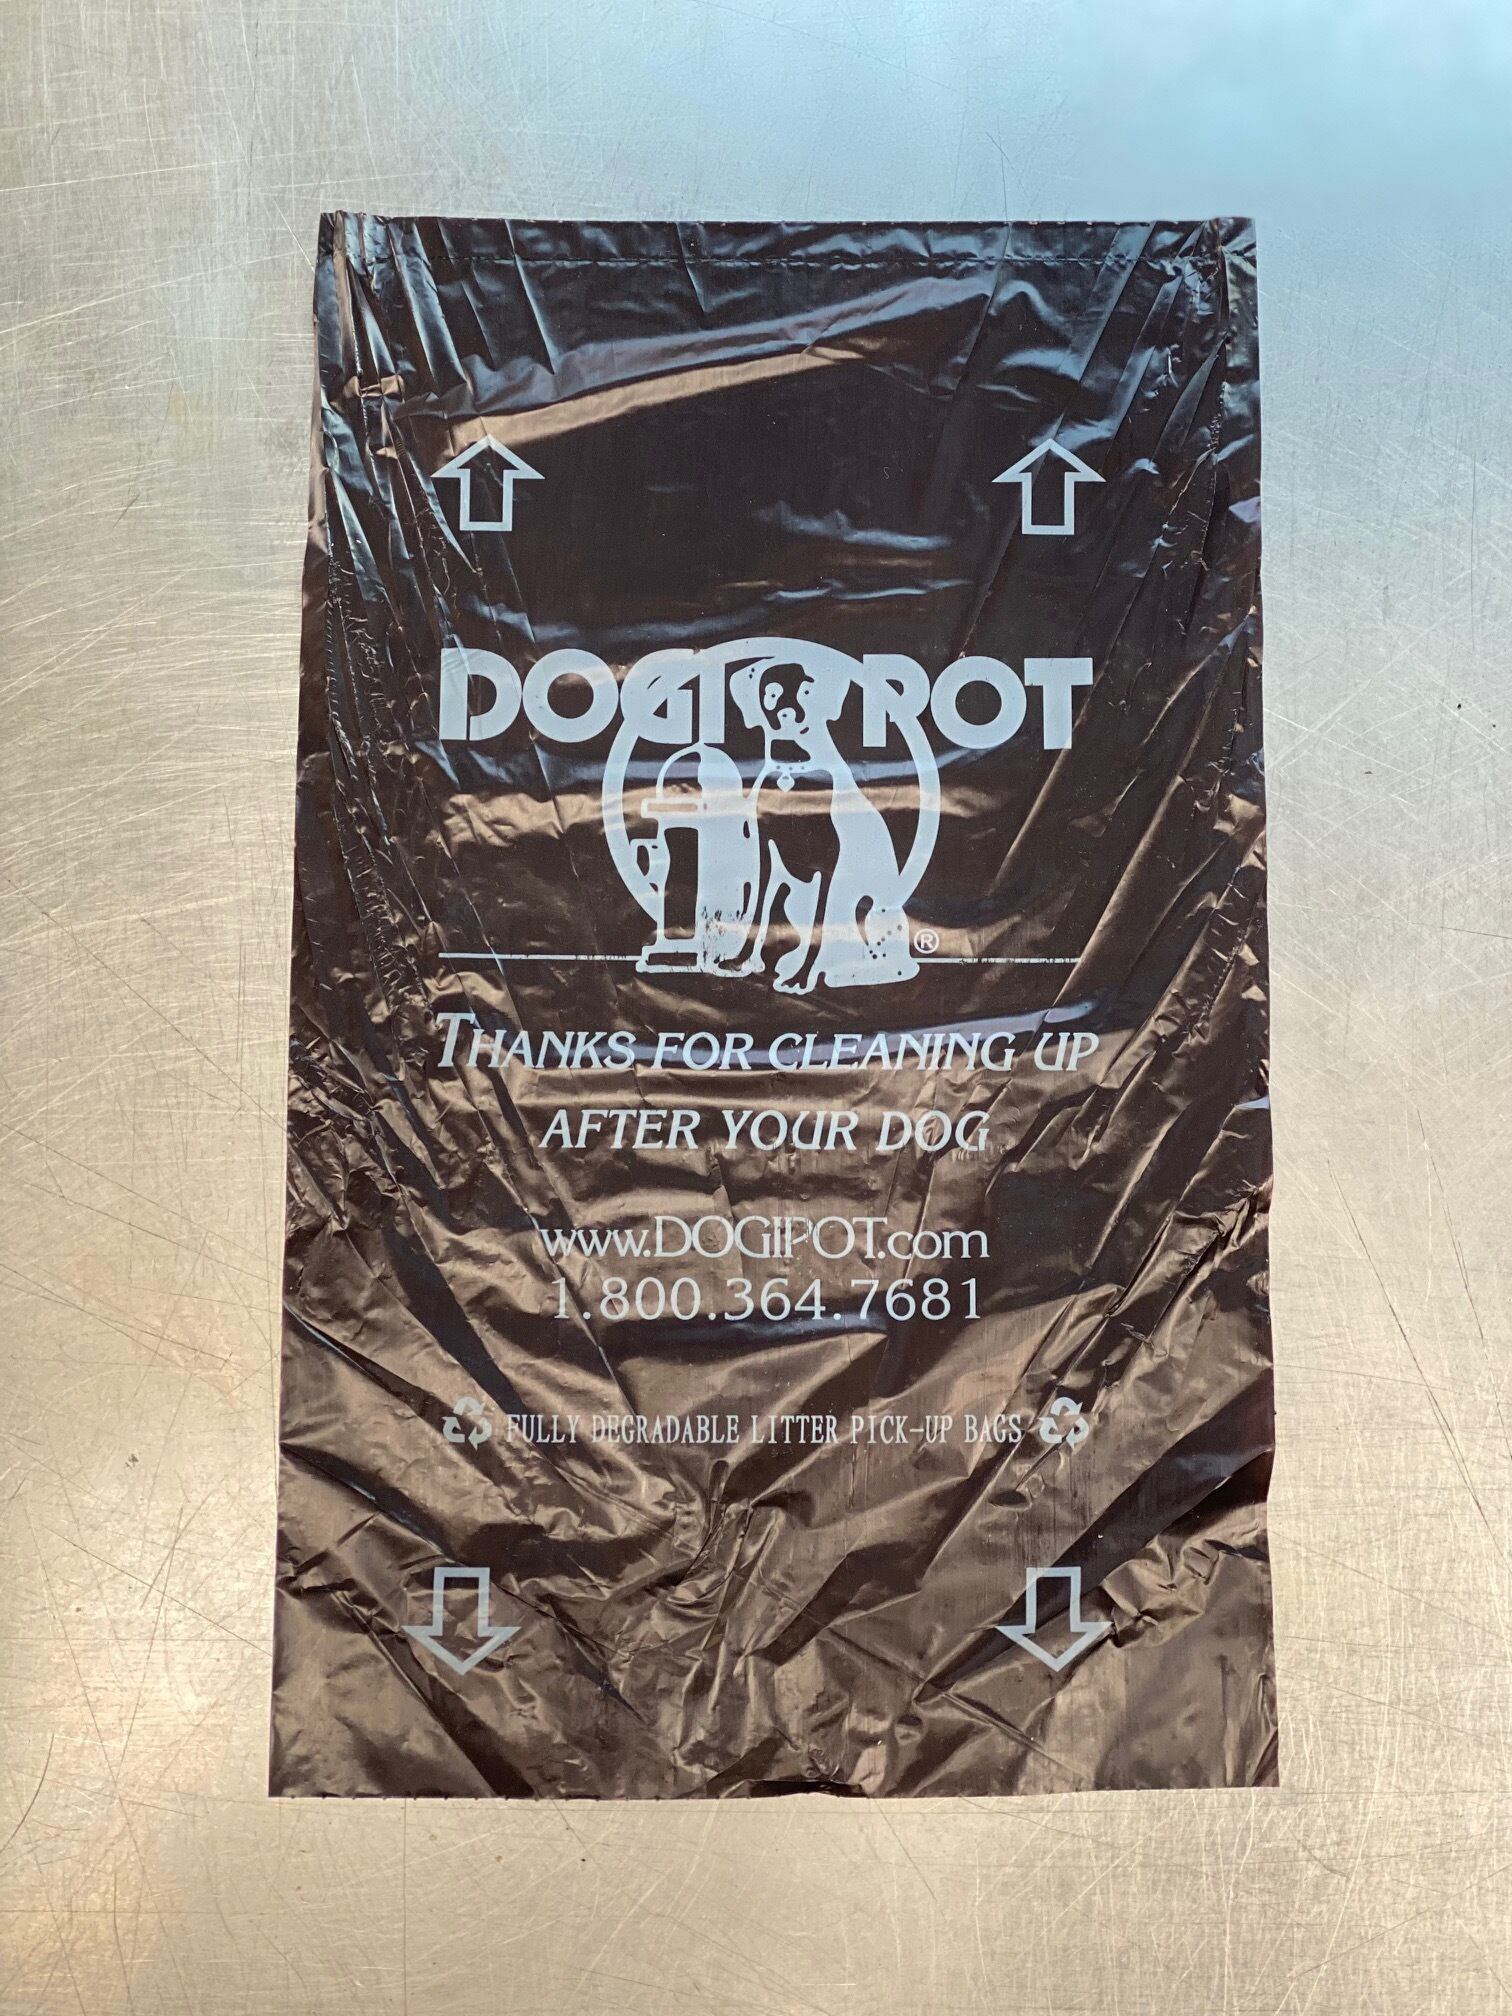 DOGIPOT
®
THANKS FOR CLEANING UP
AFTER YOUR DOG
www.DOGIPOT.com
1.800.364.7681
FULLY DEGRADABLE LITTER PICK-UP BAGS